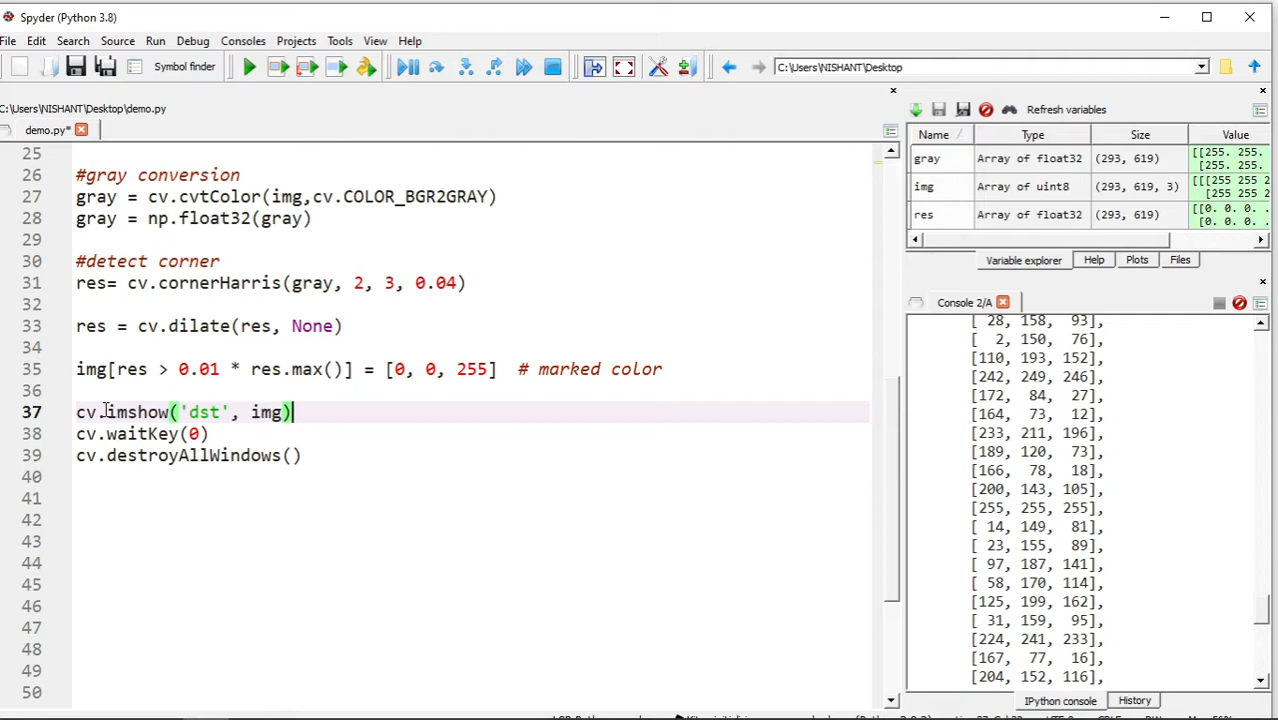 Spyder (Python 3.8)
File Edit Search Source Run Debug Consoles Projects Tools View Help
Symbol finder
C:\Users\NISHANT\Desktop
C:\Users\NISHANT\Desktop\demo.py
demo.py*
25
26 #gray conversion
27 gray = cv.cvtColor(img,cv.COLOR_BGR2GRAY)
28 gray = np.float32(gray)
29
30 #detect corner
31 res= cv.cornerHarris(gray, 2, 3, 0.04)
32
33 res = cv.dilate(res, None)
34
35 img[res > 0.01 * res.max()] = [0, 0, 255]  # marked color
36
37 cv.imshow('dst', img)
38 cv.waitKey(0)
39 cv.destroyAllWindows()
40
41
42
43
44
45
46
47
48
49
50
Refresh variables
Name Type Size Value
gray Array of float32 (293, 619) [[255. 255.
[255. 255.
img Array of uint8 (293, 619, 3) [[[255 255 2
[255 255 2
res Array of float32 (293, 619) [[0. 0. 0. .
[0. 0. 0. .
Variable explorer Help Plots Files
Console 2/A
[ 28, 158, 93],
[ 2, 150, 76],
[110, 193, 152],
[242, 249, 246],
[172, 84, 27],
[164, 73, 12],
[233, 211, 196],
[189, 120, 73],
[166, 78, 18],
[200, 143, 105],
[255, 255, 255],
[ 14, 149, 81],
[ 23, 155, 89],
[ 97, 187, 141],
[ 58, 170, 114],
[125, 199, 162],
[ 31, 159, 95],
[224, 241, 233],
[167, 77, 16],
[204, 152, 116],
IPython console History